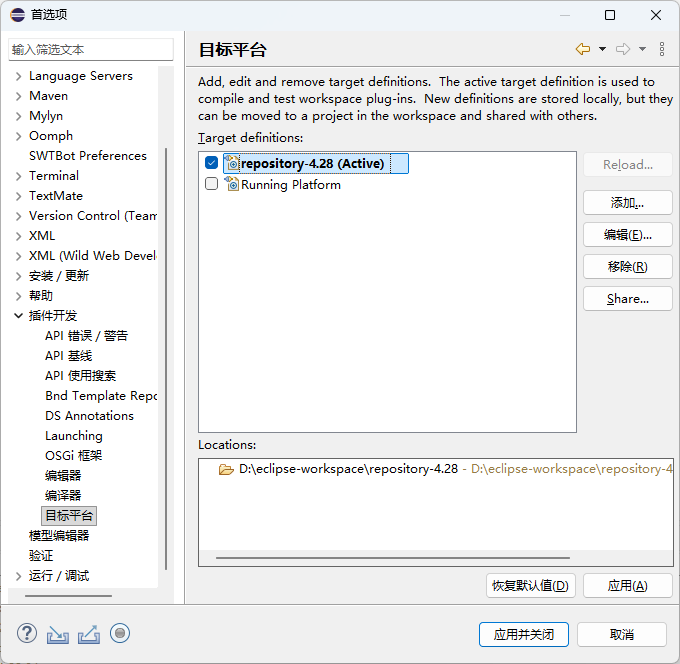 首选项
输入筛选文本
Language Servers
Maven
Mylyn
Oomph
SWTBot Preferences
Terminal
TextMate
Version Control (Team
XML
XML (Wild Web Devel
安装 / 更新
帮助
插件开发
API 错误 / 警告
API 基线
API 使用搜索
Bnd Template Repo
DS Annotations
Launching
OSGi 框架
编辑器
编译器
目标平台
模型编辑器
验证
运行 / 调试
目标平台
Add, edit and remove target definitions.  The active target definition is used to
compile and test workspace plug-ins.  New definitions are stored locally, but they
can be moved to a project in the workspace and shared with others.
Target definitions:
repository-4.28 (Active)
Running Platform
Reload...
添加...
编辑(E)...
移除(R)
Share...
Locations:
D:\eclipse-workspace\repository-4.28 - D:\eclipse-workspace\repository-4
恢复默认值(D)
应用(A)
应用并关闭
取消